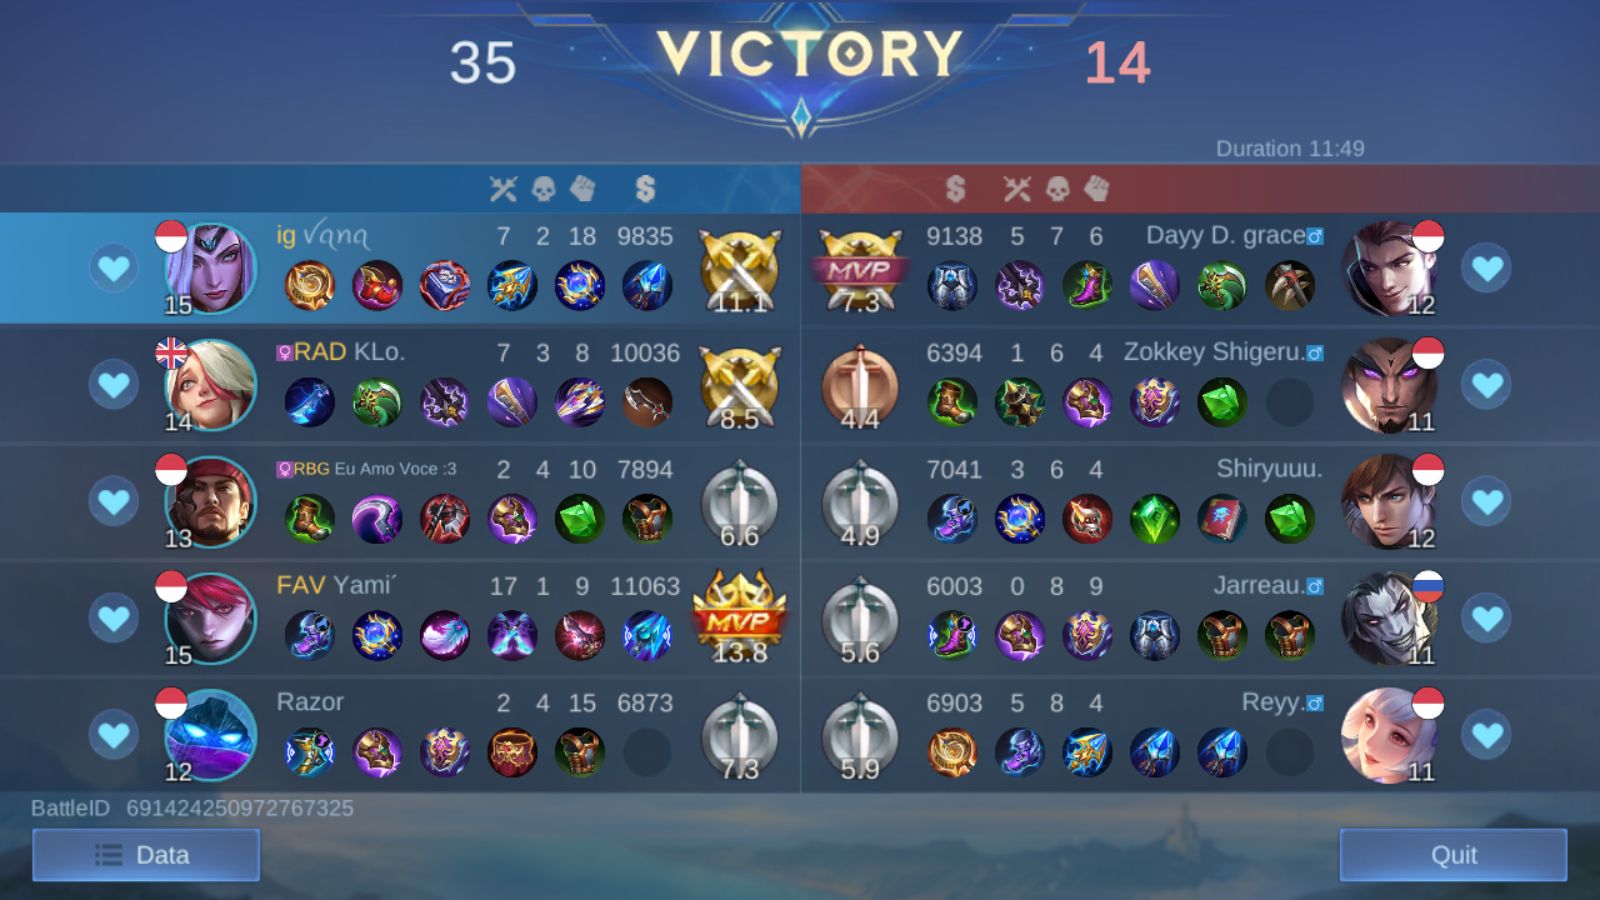 35 VICTORY 14
Duration 11:49
ig Vana 7 2 18 9835
15 11.1
MVP 9138 5 7 6 Dayy D. grace
7.3 12
RAD KLo. 7 3 8 10036
14 8.5
6394 1 6 4 Zokkey Shigeru.
4.4 11
RBG Eu Amo Voce :3 2 4 10 7894
13 6.6
7041 3 6 4 Shiryuuu.
4.9 12
FAV Yami´ 17 1 9 11063
15 MVP 13.8
6003 0 8 9 Jarreau.
5.6 11
Razor 2 4 15 6873
12 7.3
6903 5 8 4 Reyy.
5.9 11
BattleID 691424250972767325
Data
Quit